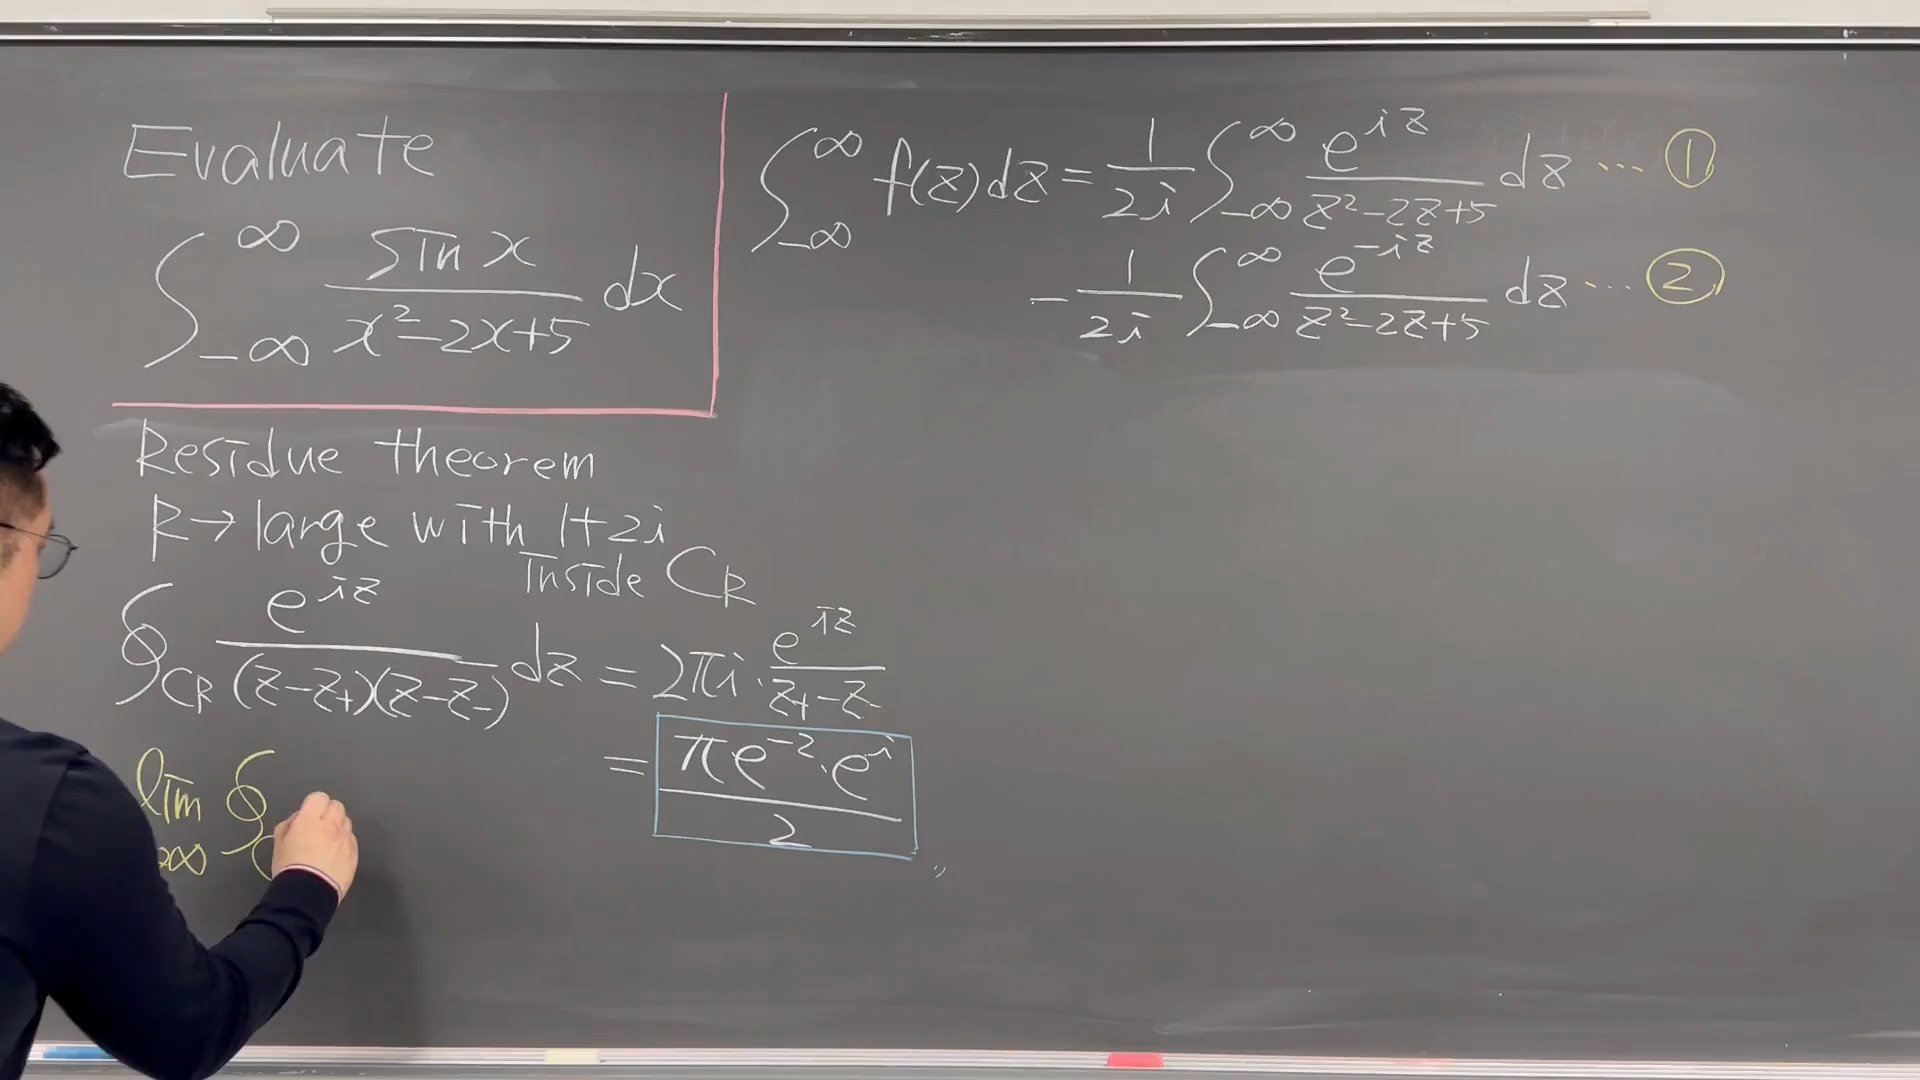 Evaluate
∫_{-∞}^{∞} sin x / (x²-2x+5) dx
∫_{-∞}^{∞} f(z)dz = 1/(2i) ∫_{-∞}^{∞} e^{iz} / (z²-2z+5) dz ... ①
- 1/(2i) ∫_{-∞}^{∞} e^{-iz} / (z²-2z+5) dz ... ②
Residue theorem
R→large with 1+2i
inside C_R
∮_{C_R} e^{iz} / ((z-z₊)(z-z₋)) dz = 2πi · e^{iz} / (z₊-z₋)
= πe^{-2}·e^{i} / 2
lim ∮
∞